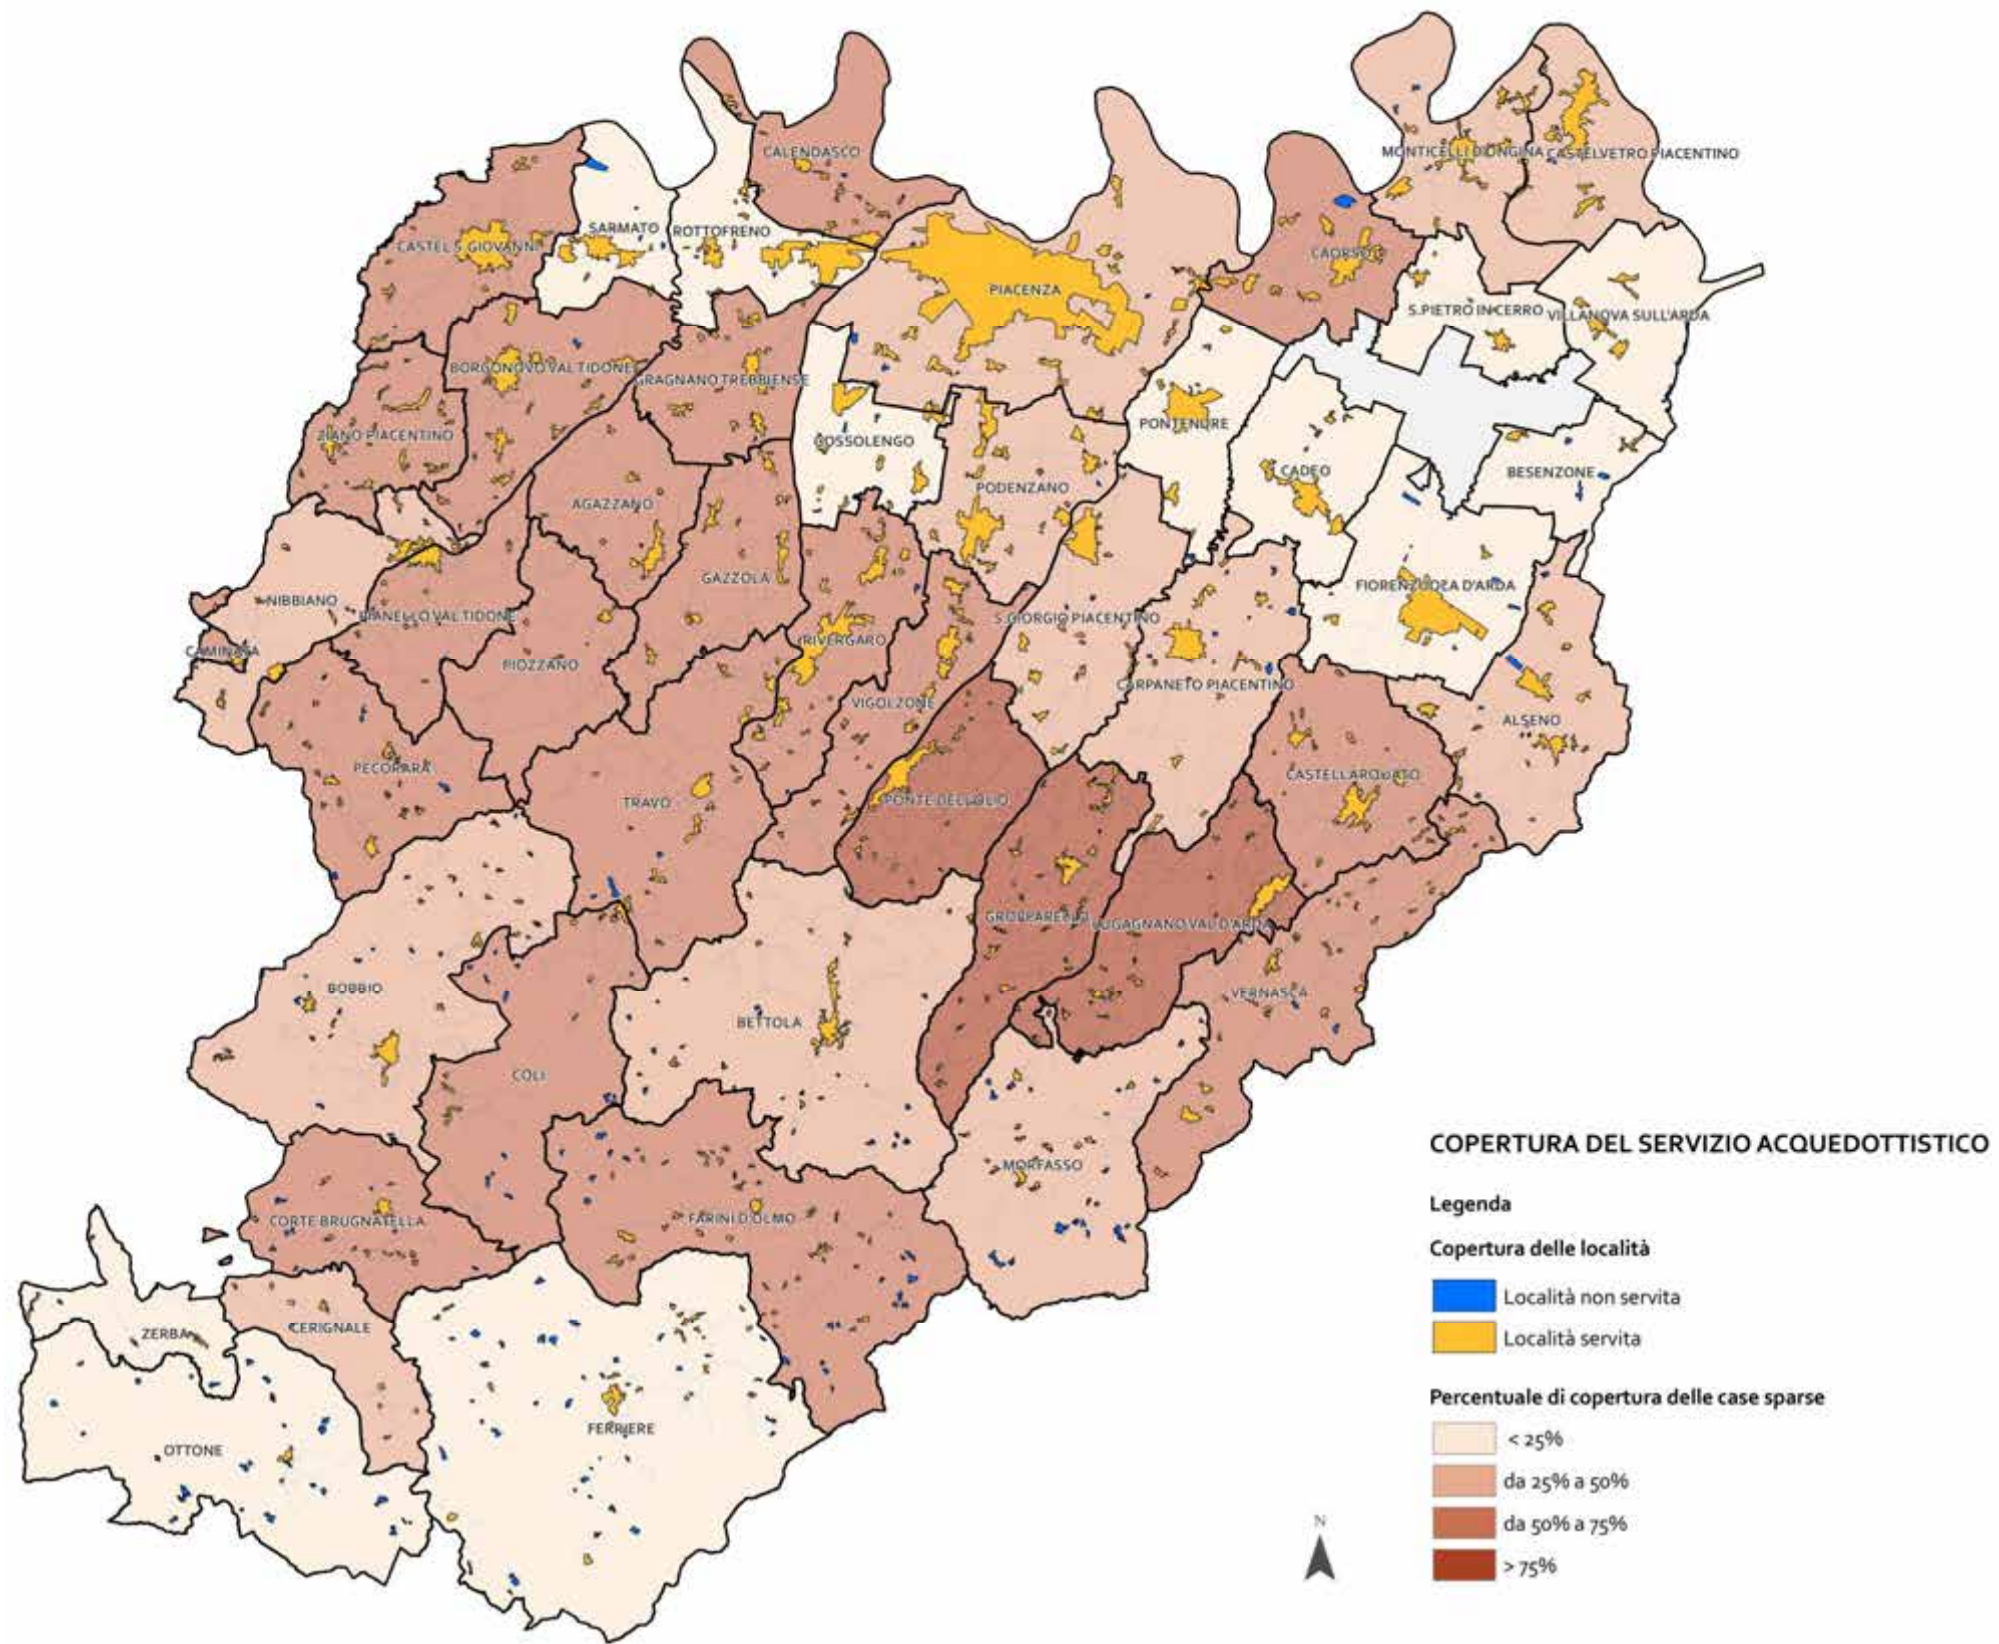 CALENDASCO
MONTICELLI D'ONGINA
CASTELVETRO PIACENTINO
SARMATO
ROTTOFRENO
CASTEL S. GIOVANNI
CAORSO
PIACENZA
S.PIETRO IN CERRO
VILLANOVA SULL'ARDA
BORGONOVO VAL TIDONE
GRAGNANO TREBBIENSE
PONTENURE
ZIANO PIACENTINO
GOSSOLENGO
CADEO
BESENZONE
PODENZANO
AGAZZANO
GAZZOLA
FIORENZUOLA D'ARDA
NIBBIANO
PIANELLO VAL TIDONE
S.GIORGIO PIACENTINO
RIVERGARO
CAMINATA
PIOZZANO
CARPANETO PIACENTINO
VIGOLZONE
ALSENO
PECORARA
CASTELLARQUATO
TRAVO
PONTE DELL'OLIO
GROPPARELLO
LUGAGNANO VAL D'ARDA
BOBBIO
VERNASCA
BETTOLA
COLI
MORFASSO
CORTE BRUGNATELLA
FARINI D'OLMO
ZERBA
CERIGNALE
FERRIERE
OTTONE
COPERTURA DEL SERVIZIO ACQUEDOTTISTICO
Legenda
Copertura delle località
Località non servita
Località servita
Percentuale di copertura delle case sparse
< 25%
da 25% a 50%
da 50% a 75%
> 75%
N